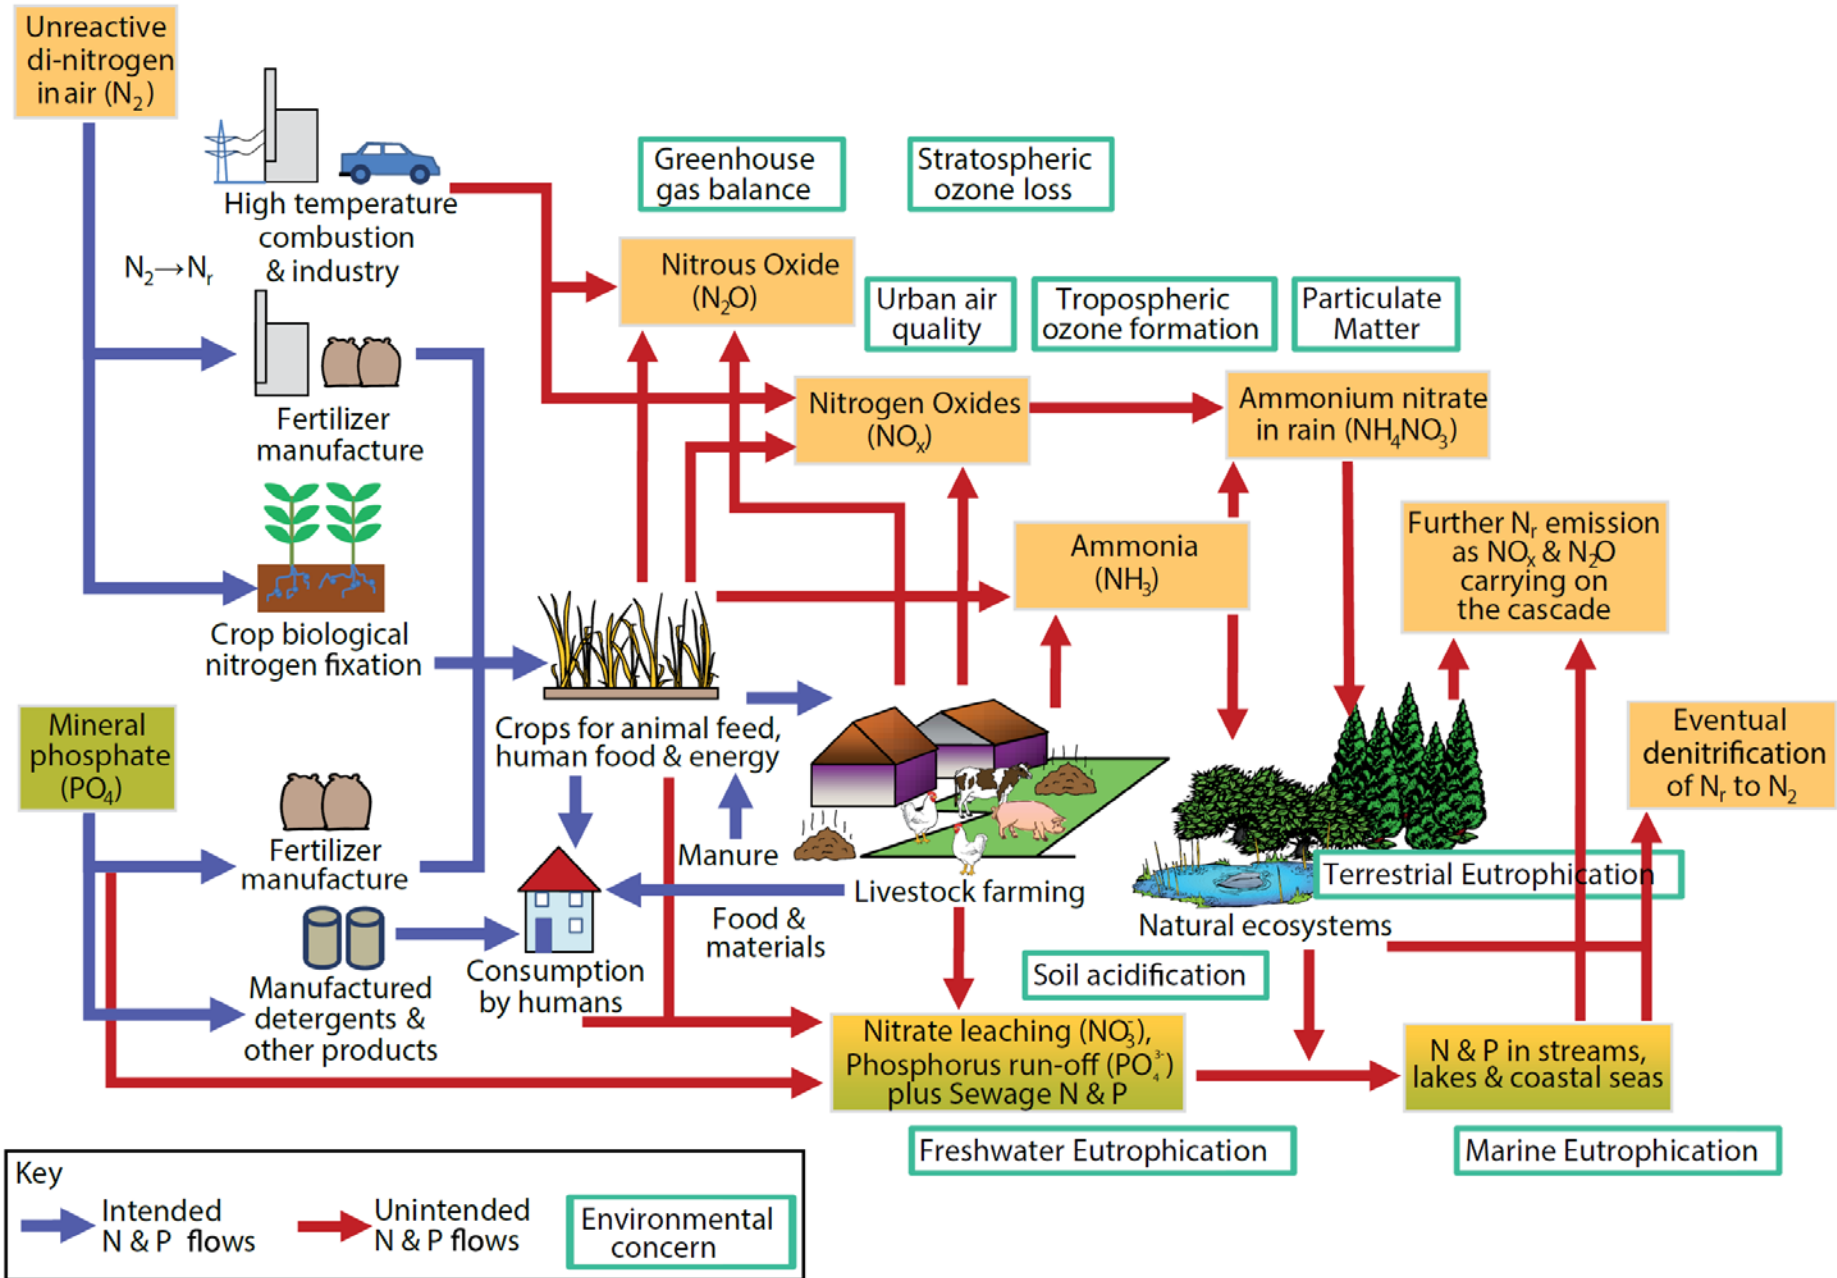 Unreactive
di-nitrogen
in air (N₂)
High temperature
combustion
& industry
N₂→Nᵣ
Fertilizer
manufacture
Crop biological
nitrogen fixation
Mineral
phosphate
(PO₄)
Fertilizer
manufacture
Manufactured
detergents &
other products
Greenhouse
gas balance
Stratospheric
ozone loss
Nitrous Oxide
(N₂O)
Urban air
quality
Tropospheric
ozone formation
Particulate
Matter
Nitrogen Oxides
(NOₓ)
Ammonium nitrate
in rain (NH₄NO₃)
Ammonia
(NH₃)
Further Nᵣ emission
as NOₓ & N₂O
carrying on
the cascade
Eventual
denitrification
of Nᵣ to N₂
Crops for animal feed,
human food & energy
Manure
Livestock farming
Food &
materials
Consumption
by humans
Terrestrial Eutrophication
Natural ecosystems
Soil acidification
Nitrate leaching (NO₃⁻),
Phosphorus run-off (PO₄³⁻)
plus Sewage N & P
N & P in streams,
lakes & coastal seas
Freshwater Eutrophication
Marine Eutrophication
Key
Intended
N & P flows
Unintended
N & P flows
Environmental
concern